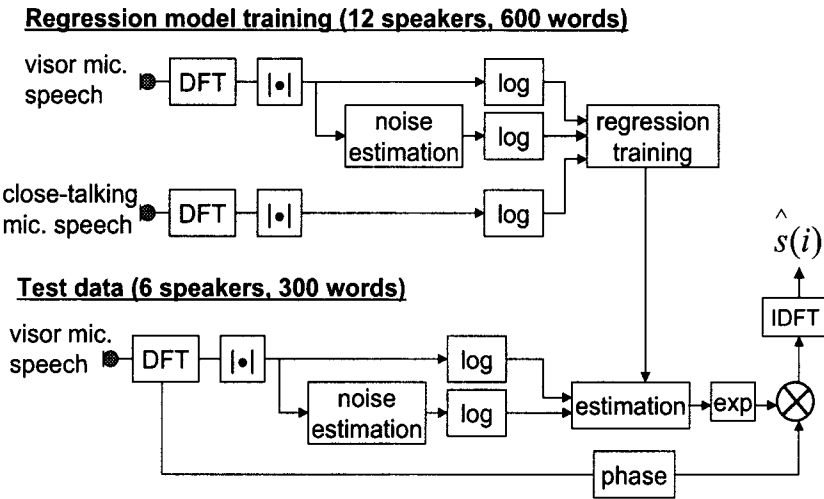 Regression model training (12 speakers, 600 words)
visor mic.
speech
DFT
|•|
log
noise
estimation
log
regression
training
close-talking
mic. speech
DFT
|•|
log
^
s(i)
Test data (6 speakers, 300 words)
IDFT
visor mic.
speech
DFT
|•|
log
noise
estimation
log
estimation
exp
phase